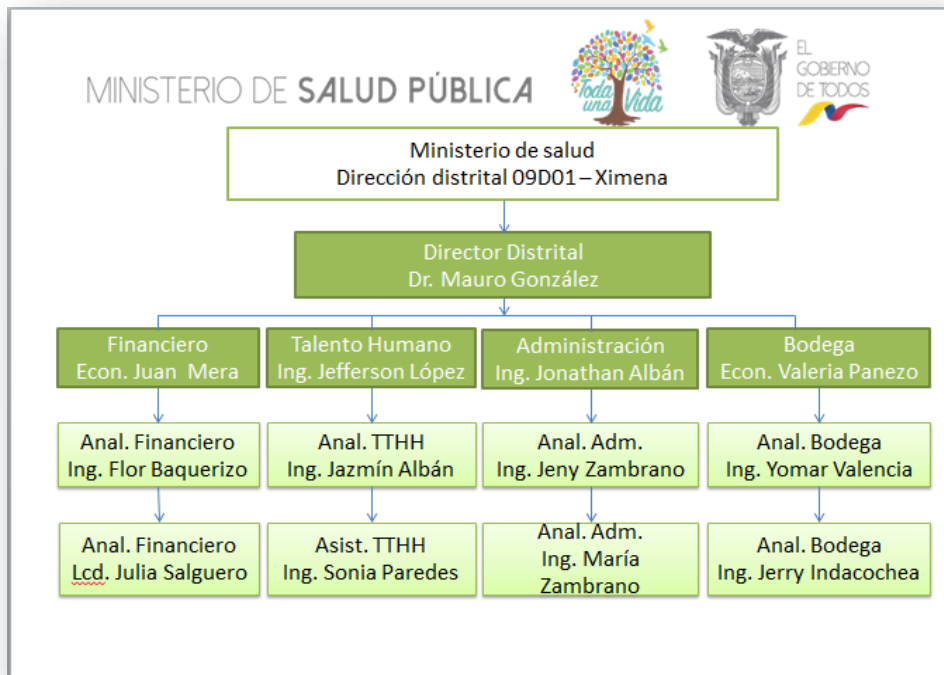 MINISTERIO DE SALUD PÚBLICA
Toda
una Vida
EL
GOBIERNO
DE TODOS
Ministerio de salud
Dirección distrital 09D01 – Ximena
Director Distrital
Dr. Mauro González
Financiero
Econ. Juan Mera
Talento Humano
Ing. Jefferson López
Administración
Ing. Jonathan Albán
Bodega
Econ. Valeria Panezo
Anal. Financiero
Ing. Flor Baquerizo
Anal. TTHH
Ing. Jazmín Albán
Anal. Adm.
Ing. Jeny Zambrano
Anal. Bodega
Ing. Yomar Valencia
Anal. Financiero
Lcd. Julia Salguero
Asist. TTHH
Ing. Sonia Paredes
Anal. Adm.
Ing. María
Zambrano
Anal. Bodega
Ing. Jerry Indacochea